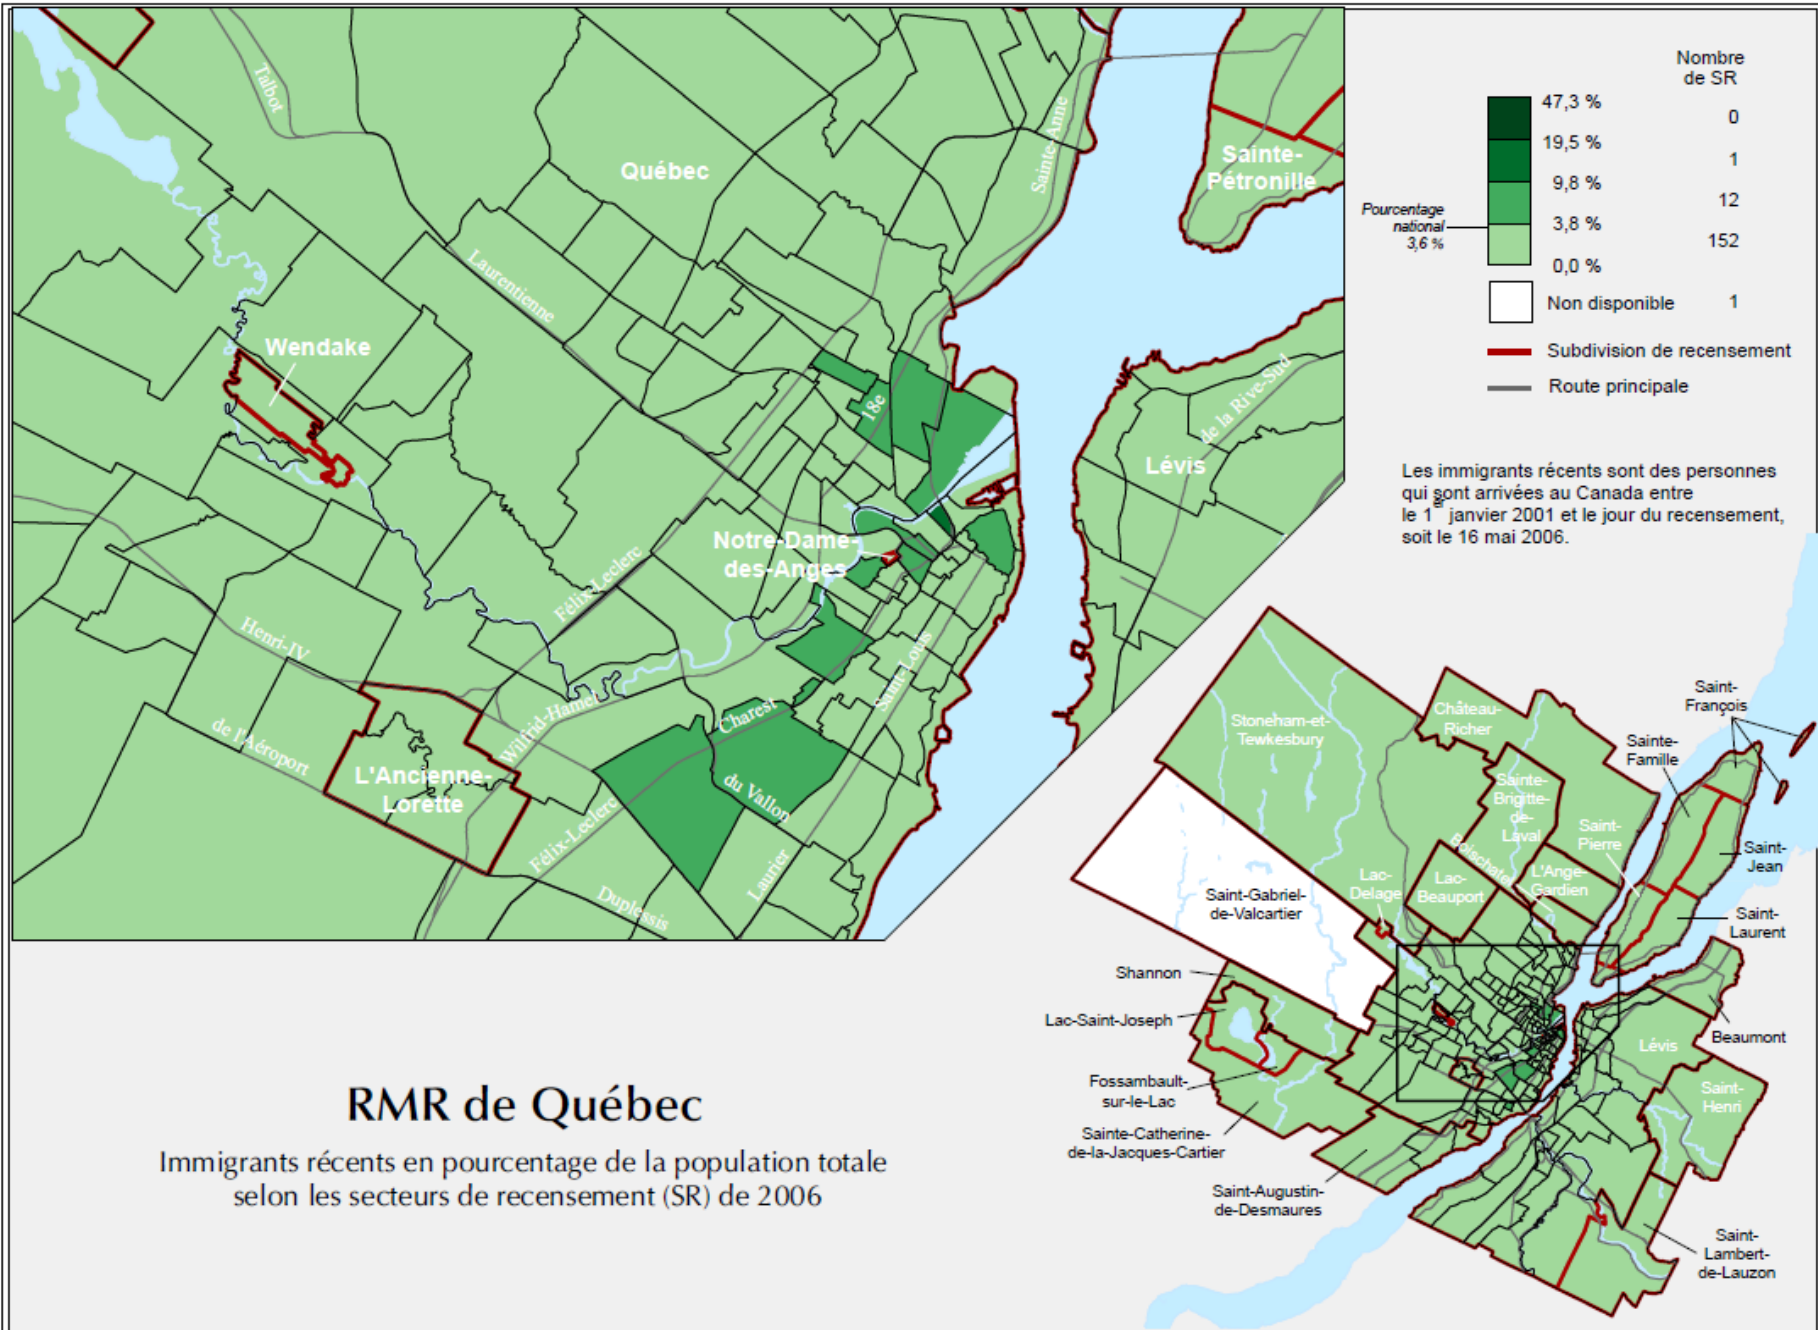 Talbot
Québec
Sainte-Anne
Sainte-
Pétronille
Laurentienne
Wendake
18e
de la Rive-Sud
Lévis
Notre-Dame-
des-Anges
Félix-Leclerc
Henri-IV
Saint-Louis
Wilfrid-Hamel
Charest
de l'Aéroport
L'Ancienne-
Lorette
du Vallon
Félix-Leclerc
Laurier
Duplessis
Nombre
de SR
47,3 %
0
19,5 %
1
9,8 %
12
3,8 %
152
0,0 %
Pourcentage
national
3,6 %
Non disponible 1
Subdivision de recensement
Route principale
Les immigrants récents sont des personnes
qui sont arrivées au Canada entre
le 1er janvier 2001 et le jour du recensement,
soit le 16 mai 2006.
Saint-
François
Château-
Richer
Stoneham-et-
Tewkesbury
Sainte-
Famille
Sainte-
Brigitte-
de-
Laval
Saint-
Pierre
Saint-
Jean
Boischatel
L'Ange-
Gardien
Lac-
Delage
Lac-
Beauport
Saint-Gabriel-
de-Valcartier
Saint-
Laurent
Shannon
Lac-Saint-Joseph
Beaumont
Lévis
Fossambault-
sur-le-Lac
Saint-
Henri
Sainte-Catherine-
de-la-Jacques-Cartier
Saint-Augustin-
de-Desmaures
Saint-
Lambert-
de-Lauzon
RMR de Québec
Immigrants récents en pourcentage de la population totale
selon les secteurs de recensement (SR) de 2006